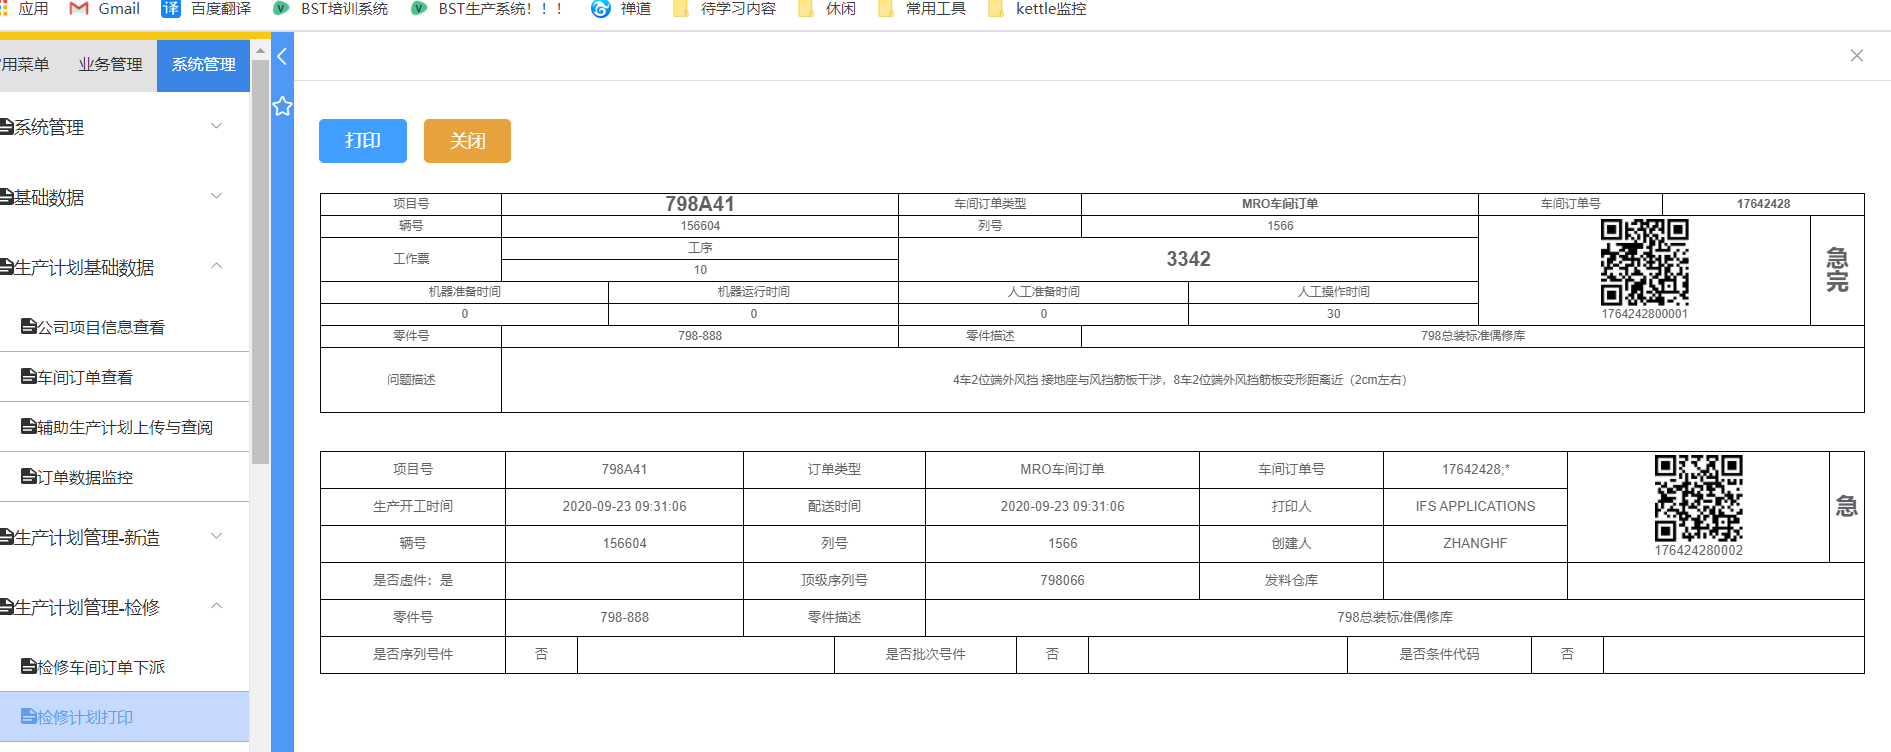 应用 Gmail 译 百度翻译 BST培训系统 BST生产系统！！！ 禅道 待学习内容 休闲 常用工具 kettle监控
用菜单 业务管理 系统管理
系统管理
基础数据
生产计划基础数据
公司项目信息查看
车间订单查看
辅助生产计划上传与查阅
订单数据监控
生产计划管理-新造
生产计划管理-检修
检修车间订单下派
检修计划打印
打印 关闭
项目号 798A41 车间订单类型 MRO车间订单 车间订单号 17642428
辆号 156604 列号 1566
工作票 工序 3342
10
急完
机器准备时间 机器运行时间 人工准备时间 人工操作时间
0 0 0 30
1764242800001
零件号 798-888 零件描述 798总装标准偶修库
问题描述 4车2位端外风挡 接地座与风挡筋板干涉，8车2位端外风挡筋板变形距离近（2cm左右）
项目号 798A41 订单类型 MRO车间订单 车间订单号 17642428;*
生产开工时间 2020-09-23 09:31:06 配送时间 2020-09-23 09:31:06 打印人 IFS APPLICATIONS
急
辆号 156604 列号 1566 创建人 ZHANGHF
176424280002
是否虚件：是 顶级序列号 798066 发料仓库
零件号 798-888 零件描述 798总装标准偶修库
是否序列号件 否 是否批次号件 否 是否条件代码 否